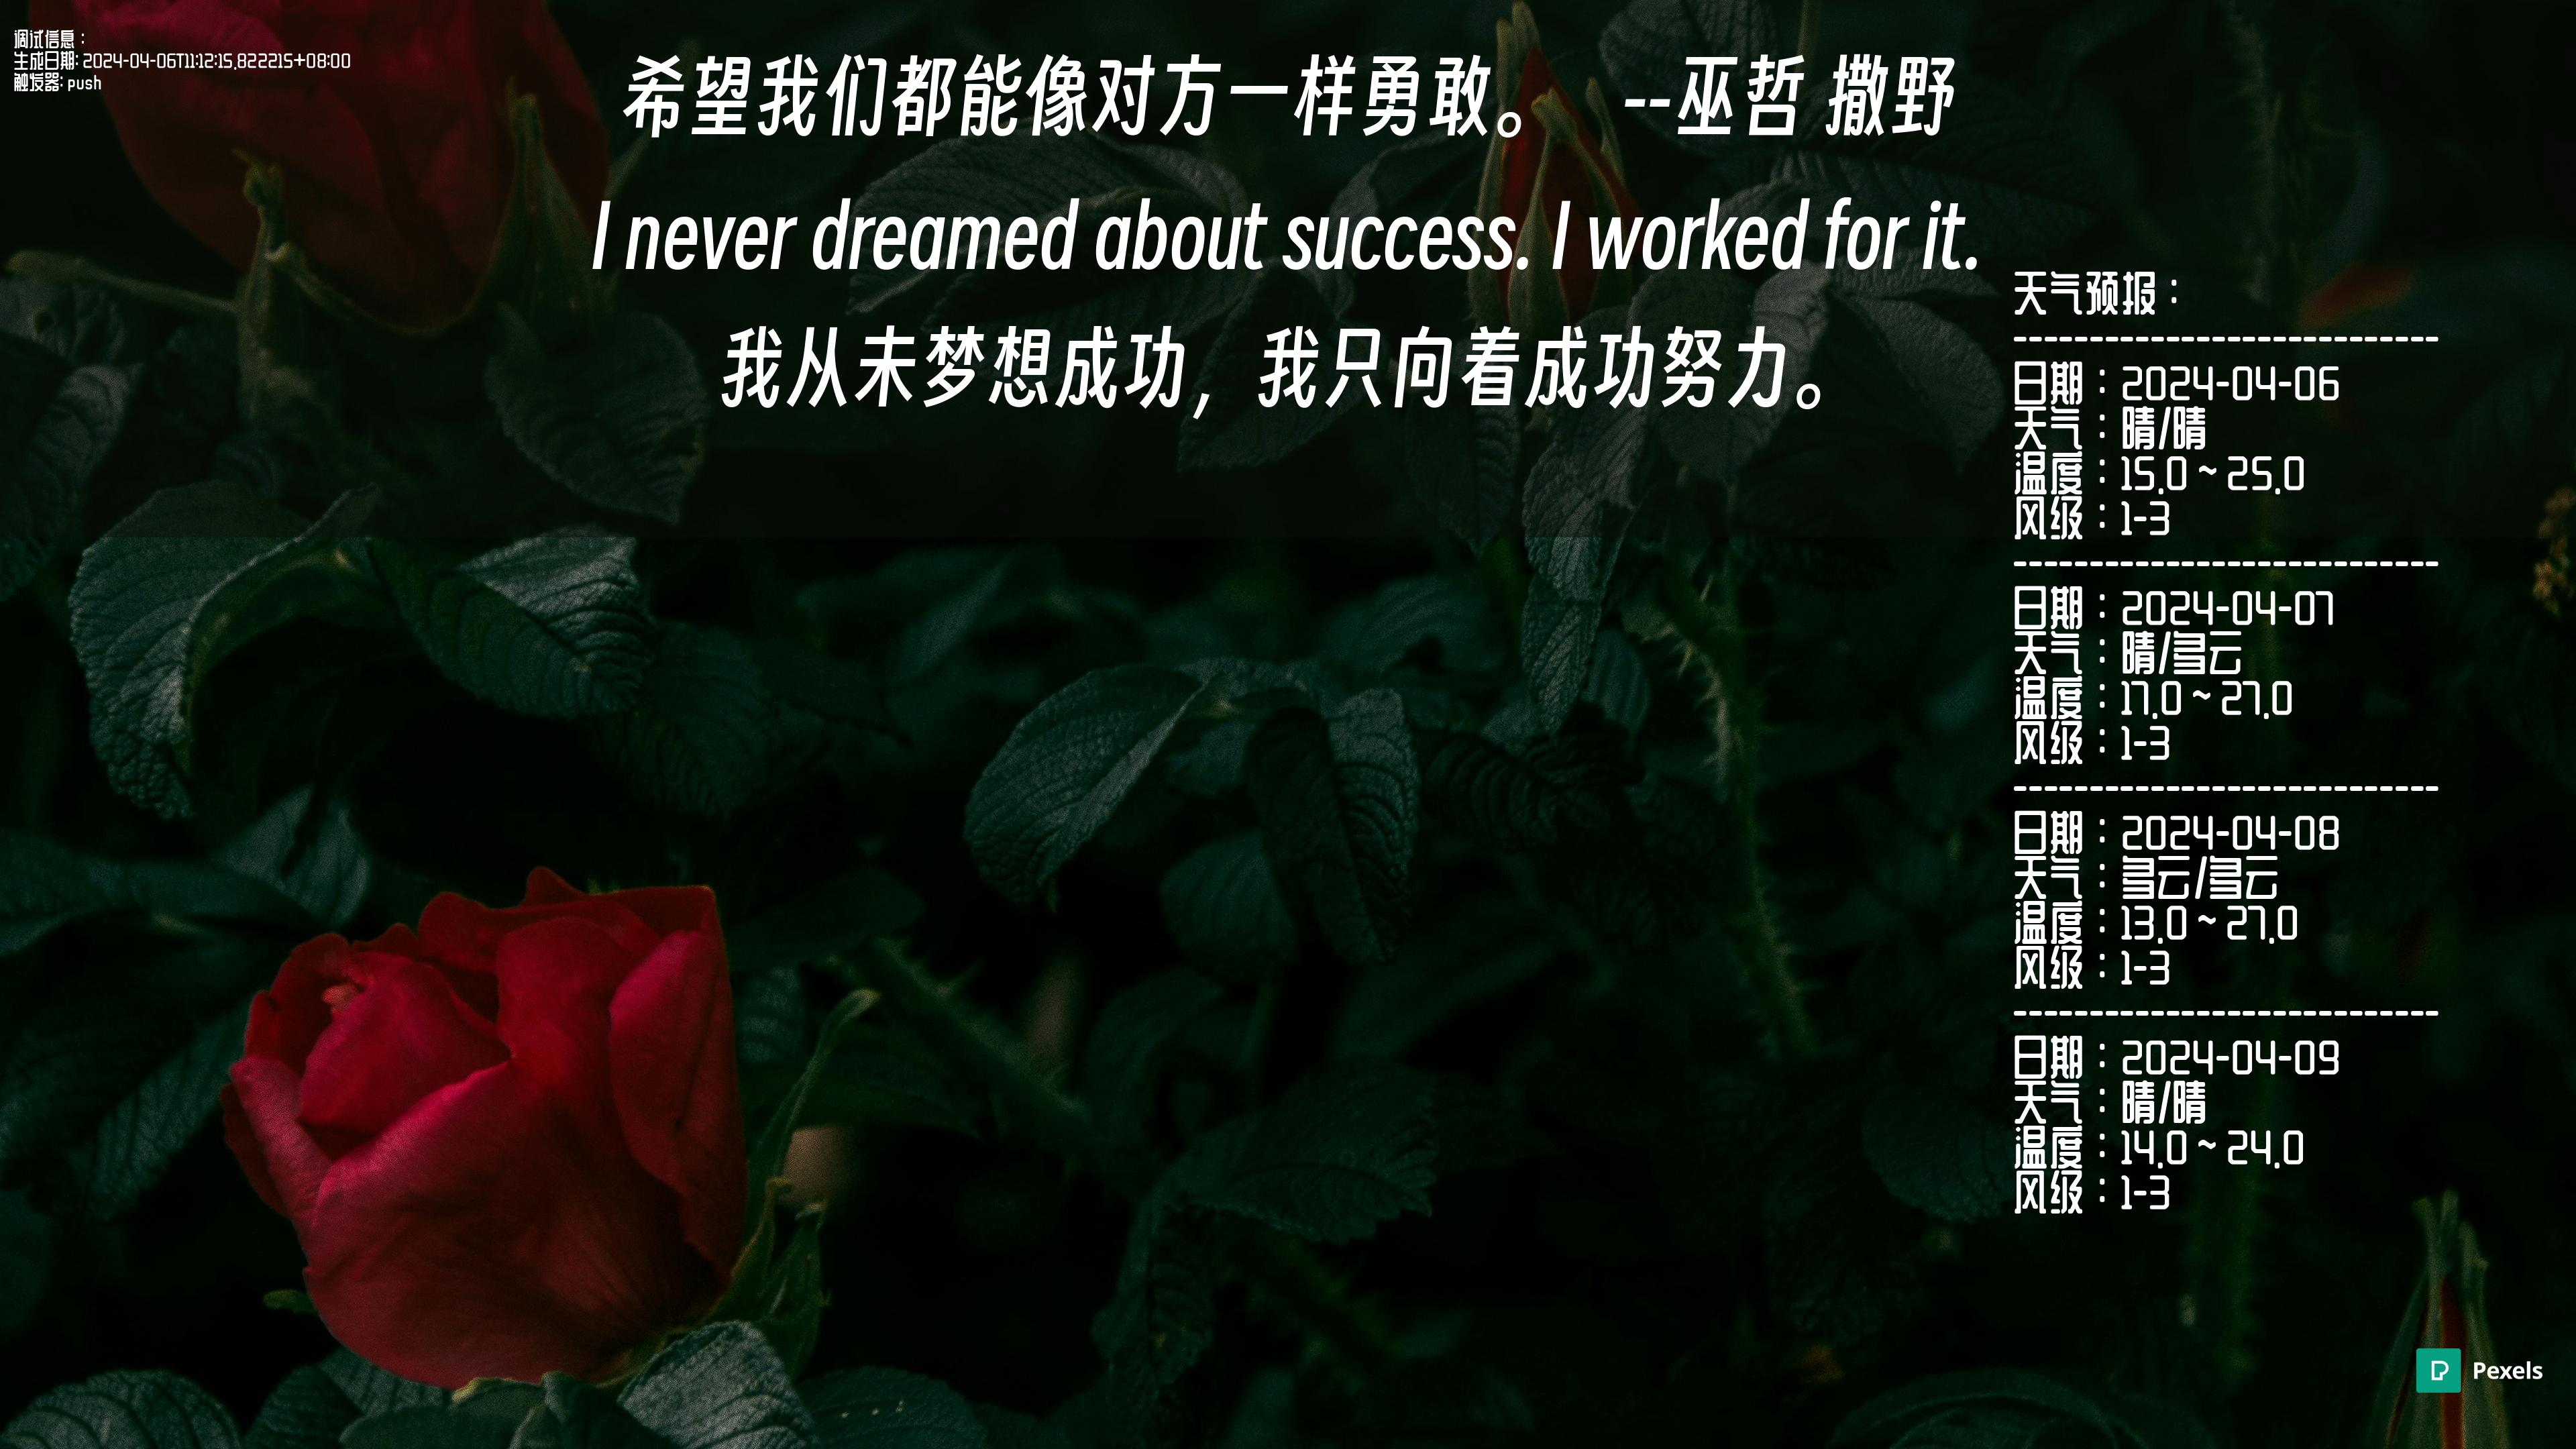 调试信息：
生成日期: 2024-04-06T11:12:15.822215+08:00
触发器: push
希望我们都能像对方一样勇敢。 --巫哲 撒野
I never dreamed about success. I worked for it.
我从未梦想成功，我只向着成功努力。
天气预报：
----------------------------
日期：2024-04-06
天气：晴/晴
温度：15.0 ~ 25.0
风级：1-3
----------------------------
日期：2024-04-07
天气：晴/多云
温度：17.0 ~ 27.0
风级：1-3
----------------------------
日期：2024-04-08
天气：多云/多云
温度：13.0 ~ 27.0
风级：1-3
----------------------------
日期：2024-04-09
天气：晴/晴
温度：14.0 ~ 24.0
风级：1-3
Pexels